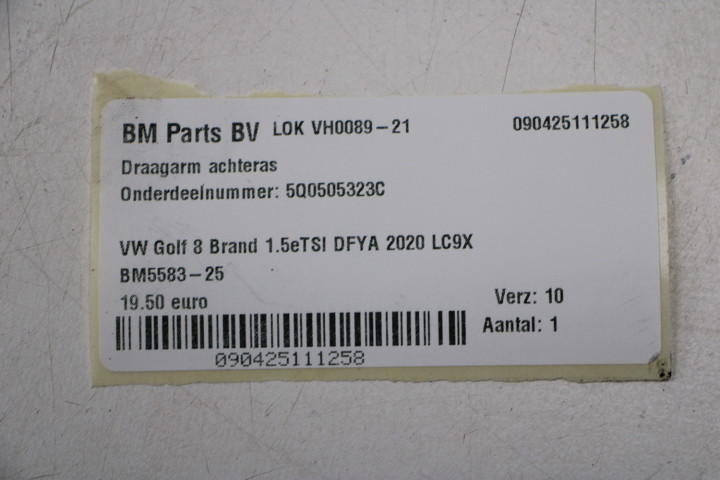 BM Parts BV LOK VH0089-21 090425111258
Draagarm achteras
Onderdeelnummer: 5Q0505323C
VW Golf 8 Brand 1.5eTSI DFYA 2020 LC9X
BM5583-25
19.50 euro Verz: 10
Aantal: 1
090425111258